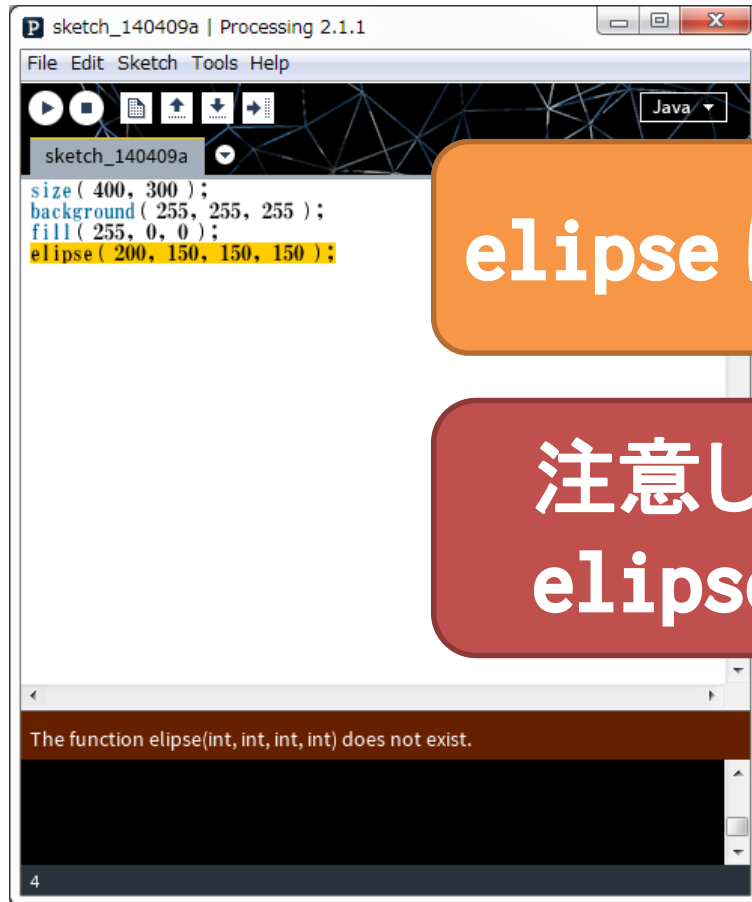 sketch_140409a | Processing 2.1.1
File Edit Sketch Tools Help
Java
sketch_140409a
size( 400, 300 );
background( 255, 255, 255 );
fill( 255, 0, 0 );
elipse( 200, 150, 150, 150 );
elipse
注意し
elipse
The function elipse(int, int, int, int) does not exist.
4